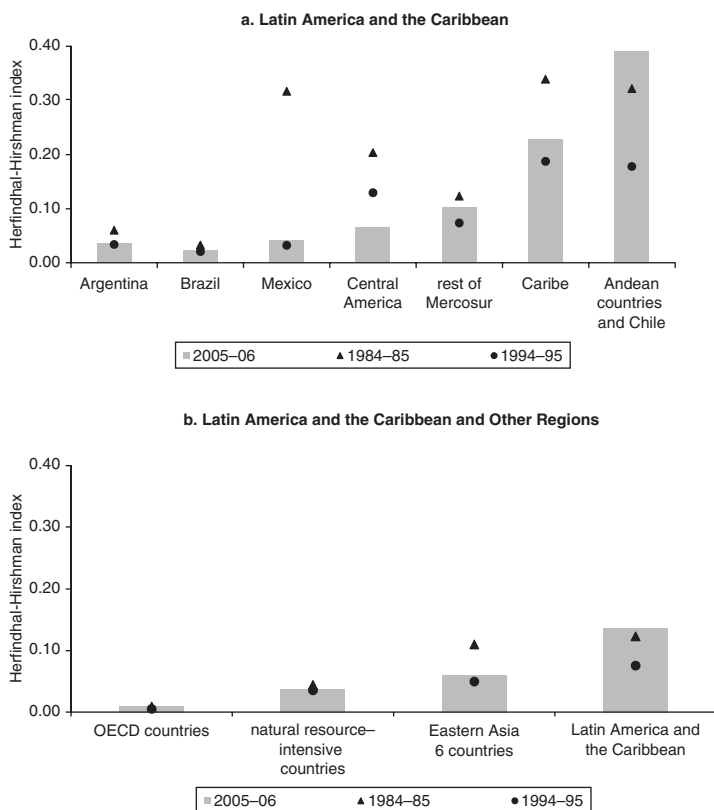 a. Latin America and the Caribbean
Herfindhal-Hirshman index
0.40
0.30
0.20
0.10
0.00
Argentina
Brazil
Mexico
Central
America
rest of
Mercosur
Caribe
Andean
countries
and Chile
2005–06
1984–85
1994–95
b. Latin America and the Caribbean and Other Regions
Herfindhal-Hirshman index
0.40
0.30
0.20
0.10
0.00
OECD countries
natural resource–
intensive
countries
Eastern Asia
6 countries
Latin America and
the Caribbean
2005–06
1984–85
1994–95